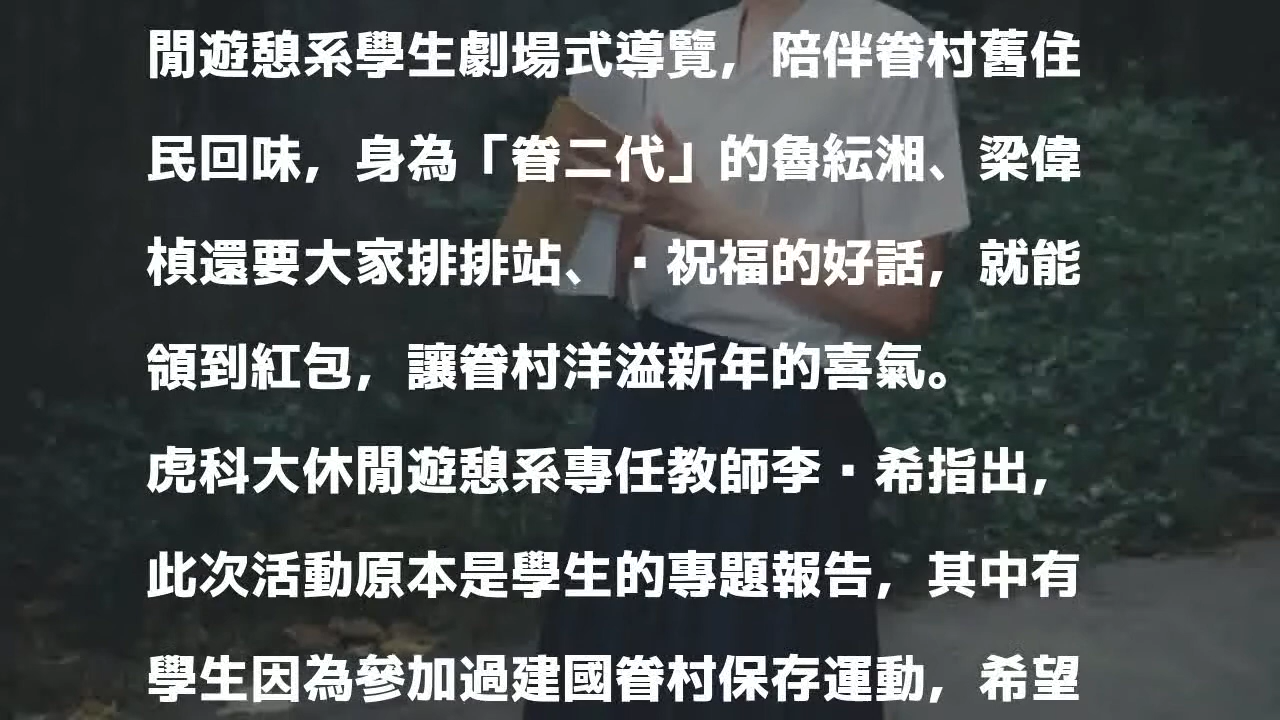 閒遊憩系學生劇場式導覽，陪伴眷村舊住
民回味，身為「眷二代」的魯紜湘、梁偉
楨還要大家排排站、▪祝福的好話，就能
領到紅包，讓眷村洋溢新年的喜氣。
虎科大休閒遊憩系專任教師李▪希指出，
此次活動原本是學生的專題報告，其中有
學生因為參加過建國眷村保存運動，希望